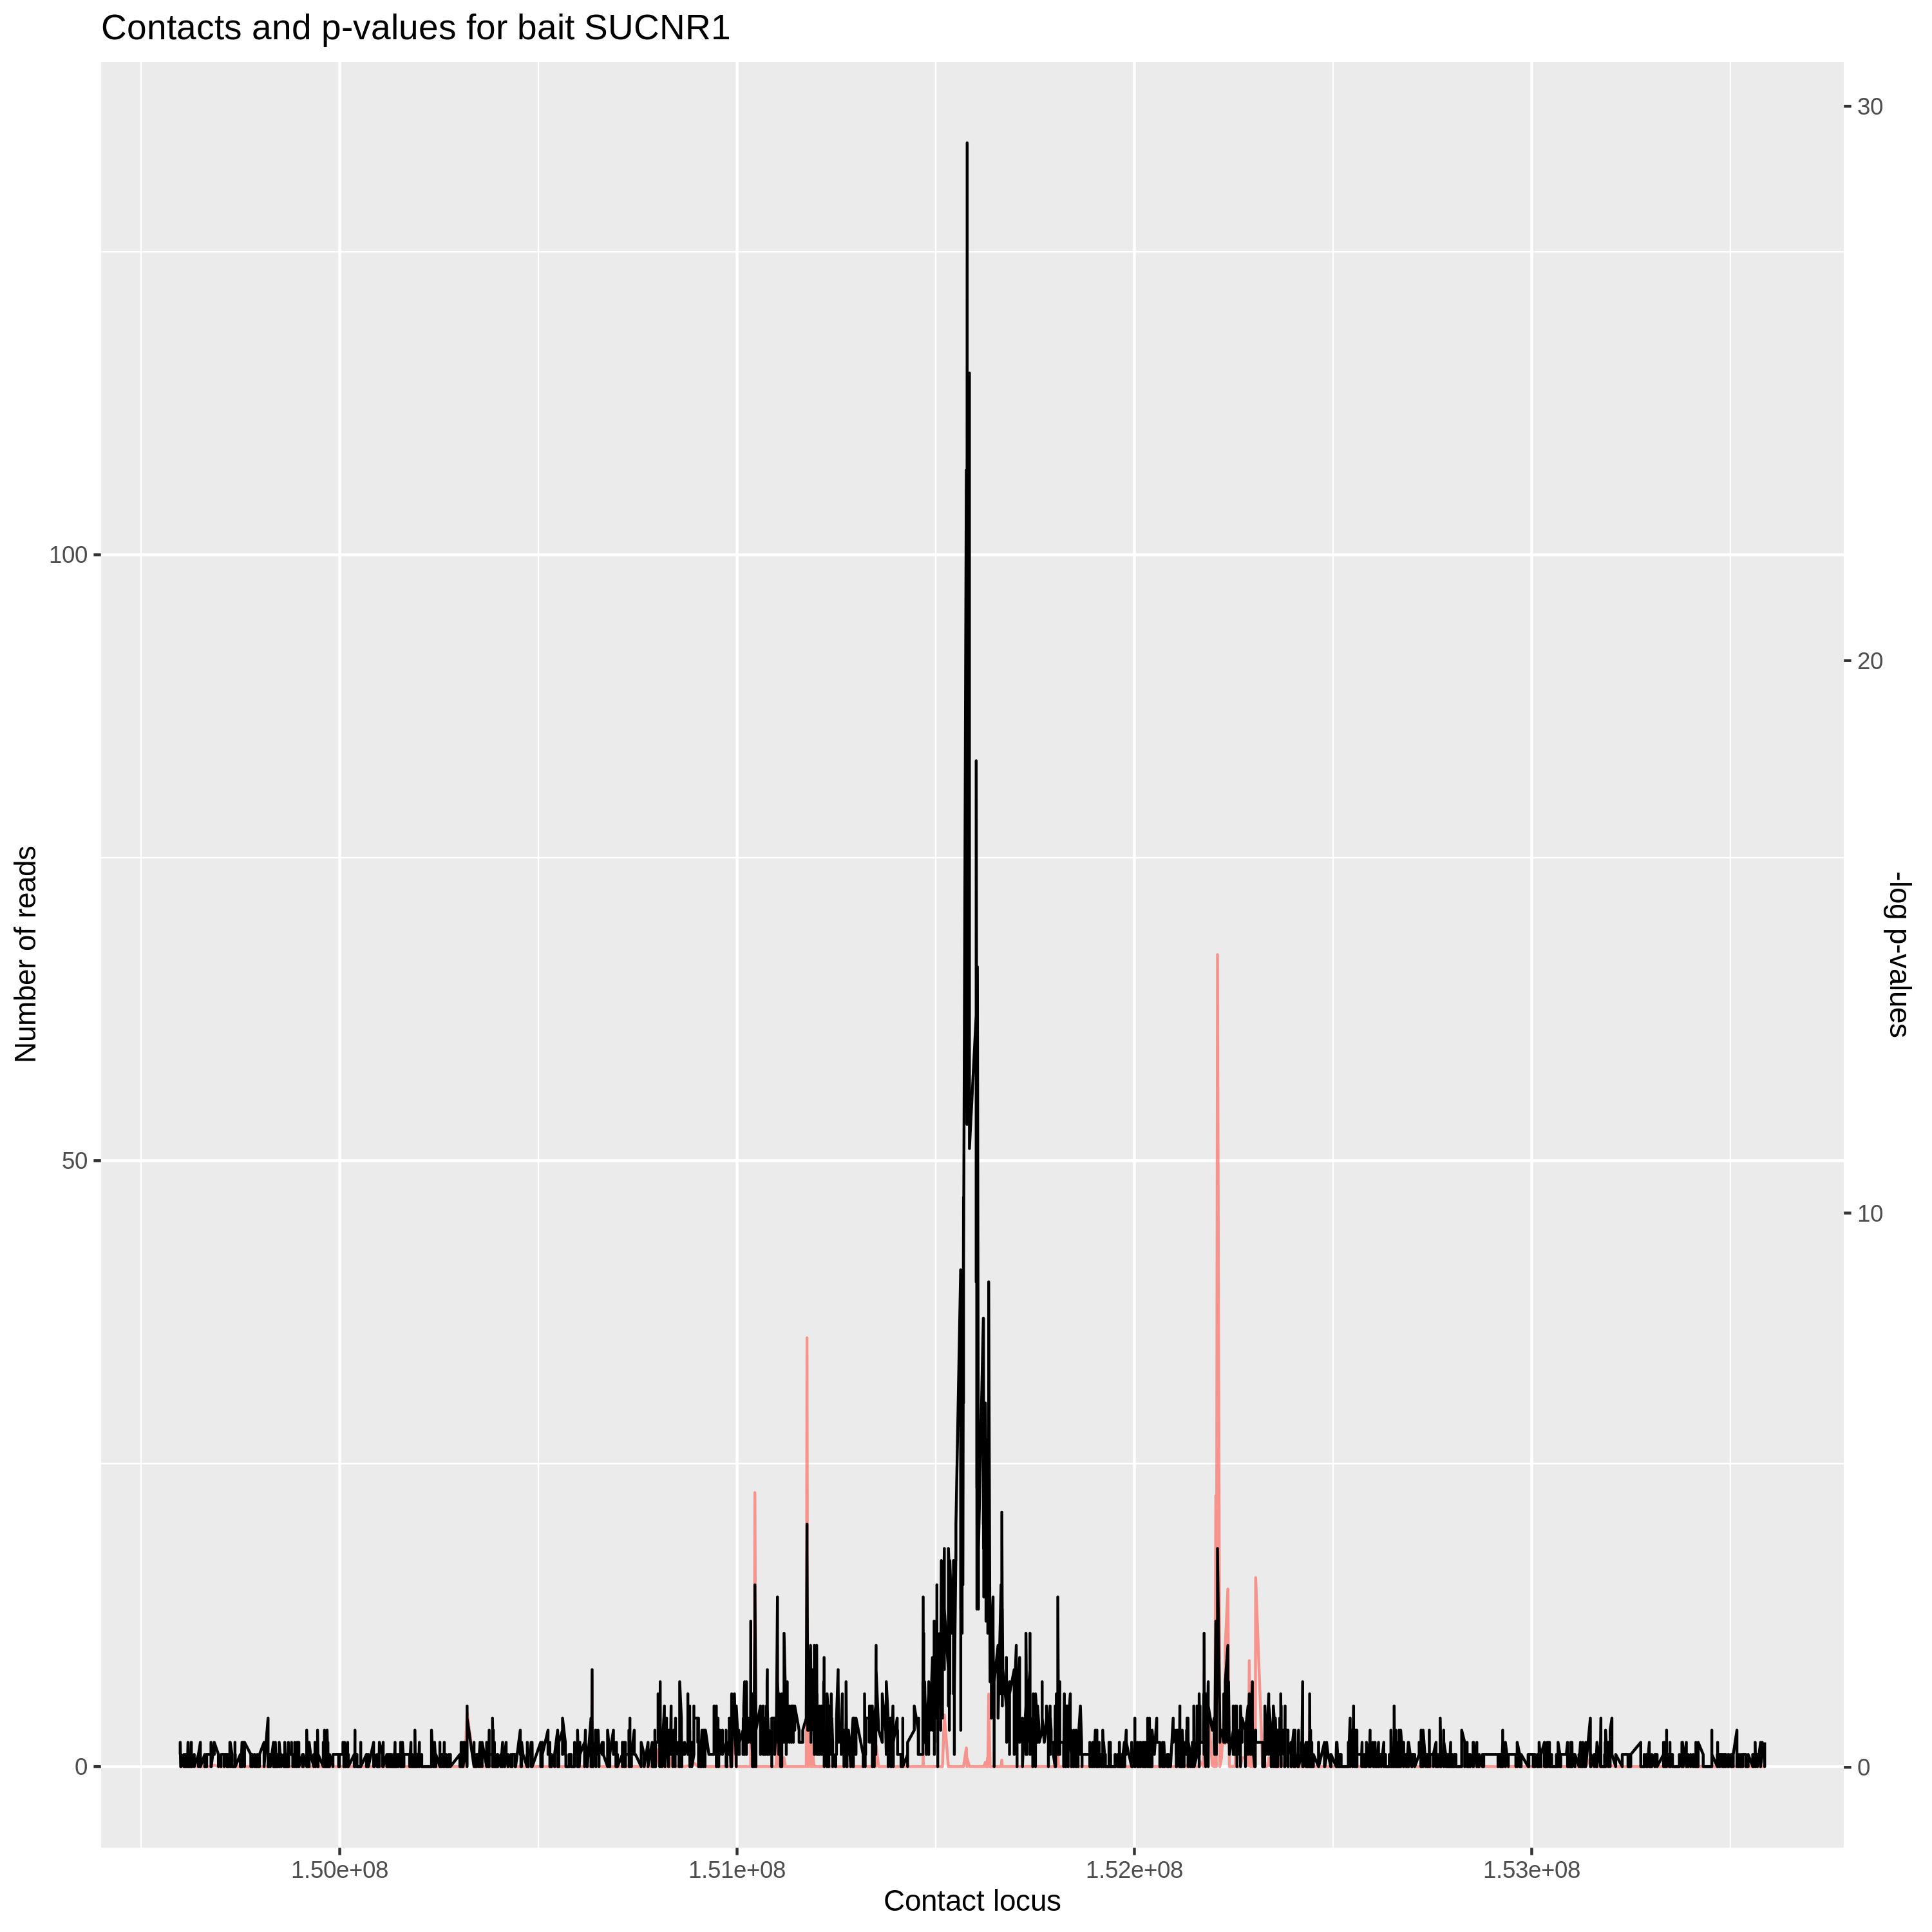 Contacts and p-values for bait SUCNR1
30
100
20
Number of reads
-log p-values
50
10
0
0
1.50e+08
1.51e+08
1.52e+08
1.53e+08
Contact locus